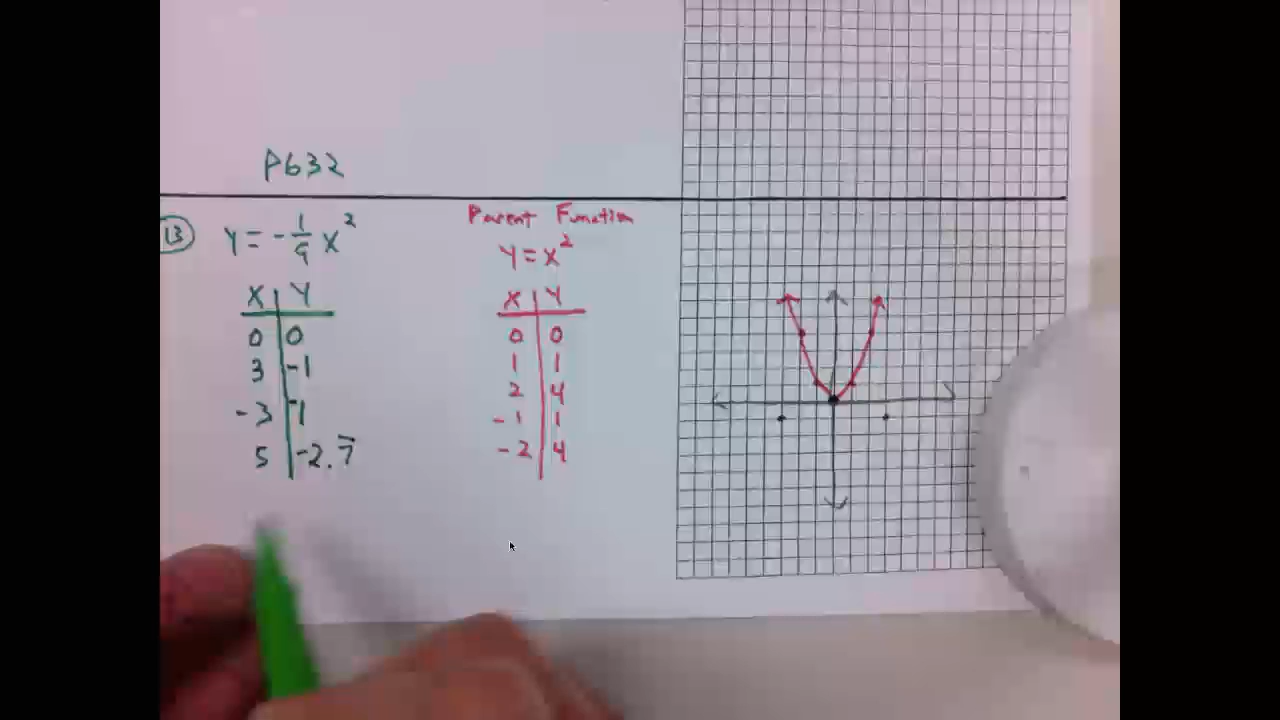 P632
13 Y = -1/9 X²
X | Y
0 | 0
3 | -1
-3 | -1
5 | -2.7̅
Parent Function
Y = X²
X | Y
0 | 0
1 | 1
2 | 4
-1 | 1
-2 | 4